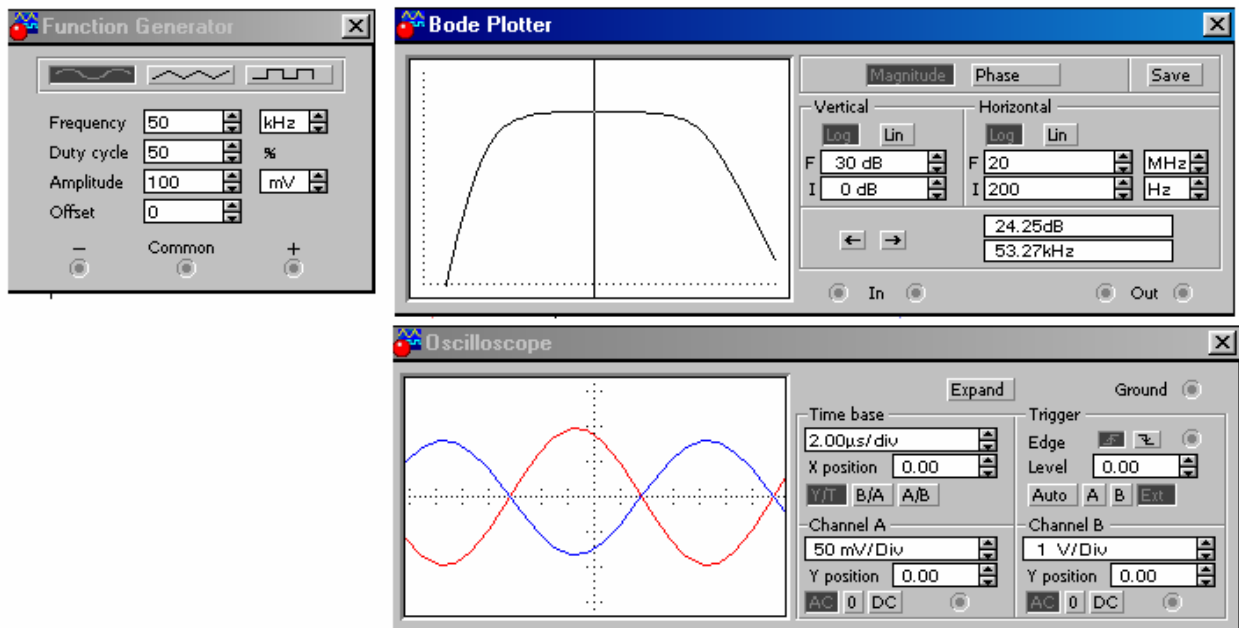 Function Generator
Frequency 50 kHz
Duty cycle 50 %
Amplitude 100 mV
Offset 0
− Common +
Bode Plotter
Magnitude Phase Save
Vertical Horizontal
Log Lin Log Lin
F 30 dB F 20 MHz
I 0 dB I 200 Hz
← → 24.25dB
53.27kHz
In Out
Oscilloscope
Expand Ground
Time base Trigger
2.00µs/div Edge
X position 0.00 Level 0.00
Y/T B/A A/B Auto A B Ext
Channel A Channel B
50 mV/Div 1 V/Div
Y position 0.00 Y position 0.00
AC 0 DC AC 0 DC